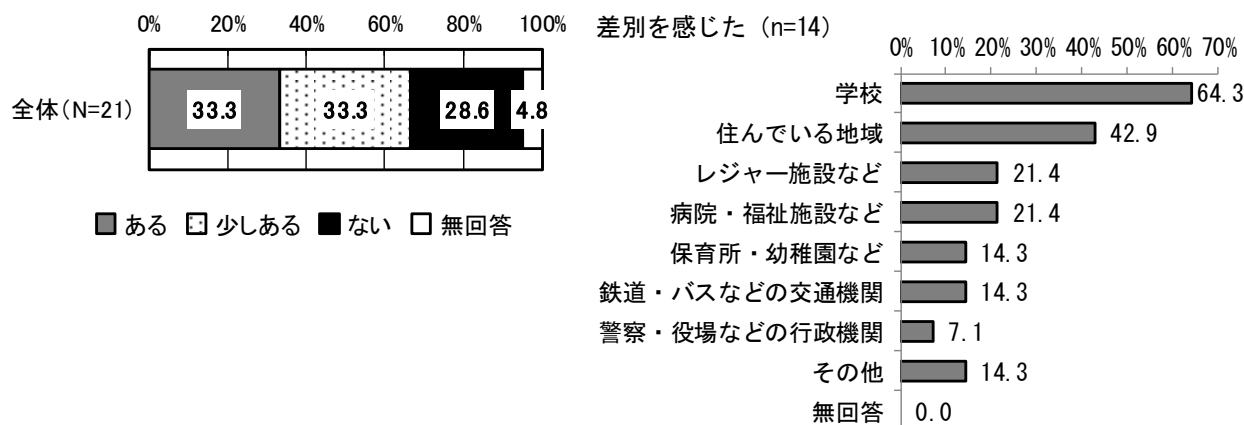 0% 20% 40% 60% 80% 100%
全体(N=21)
33.3 33.3 28.6 4.8
ある 少しある ない 無回答
差別を感じた (n=14)
0% 10% 20% 30% 40% 50% 60% 70%
学校 64.3
住んでいる地域 42.9
レジャー施設など 21.4
病院・福祉施設など 21.4
保育所・幼稚園など 14.3
鉄道・バスなどの交通機関 14.3
警察・役場などの行政機関 7.1
その他 14.3
無回答 0.0